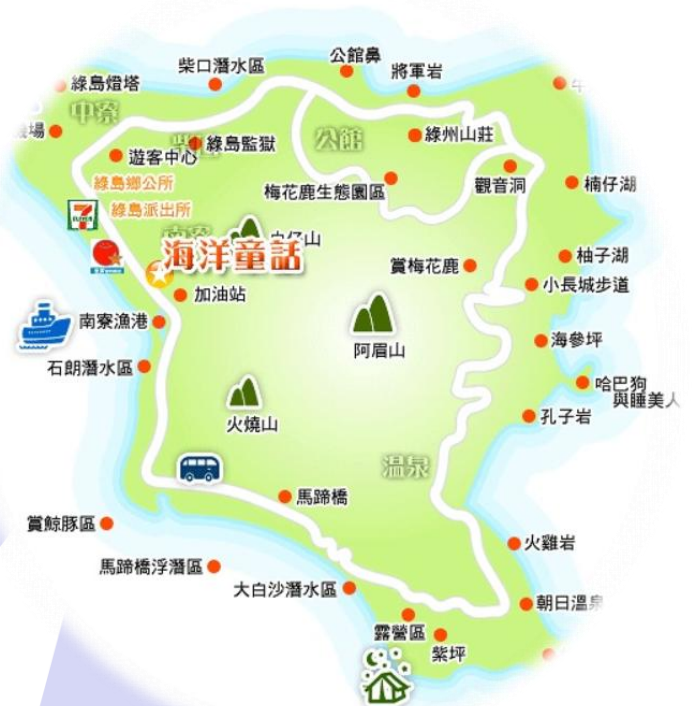 公館鼻
柴口潛水區
將軍岩
綠島燈塔
中寮
公館
綠州山莊
綠島監獄
遊客中心
觀音洞
楠仔湖
綠島鄉公所
梅花鹿生態園區
7
ELEVEN
綠島派出所
南寮
海洋童話
柚子湖
賞梅花鹿
小長城步道
加油站
南寮漁港
海參坪
阿眉山
石朗潛水區
哈巴狗
與睡美人
孔子岩
火燒山
溫泉
馬蹄橋
賞鯨豚區
火雞岩
馬蹄橋浮潛區
大白沙潛水區
朝日溫泉
露營區
紫坪